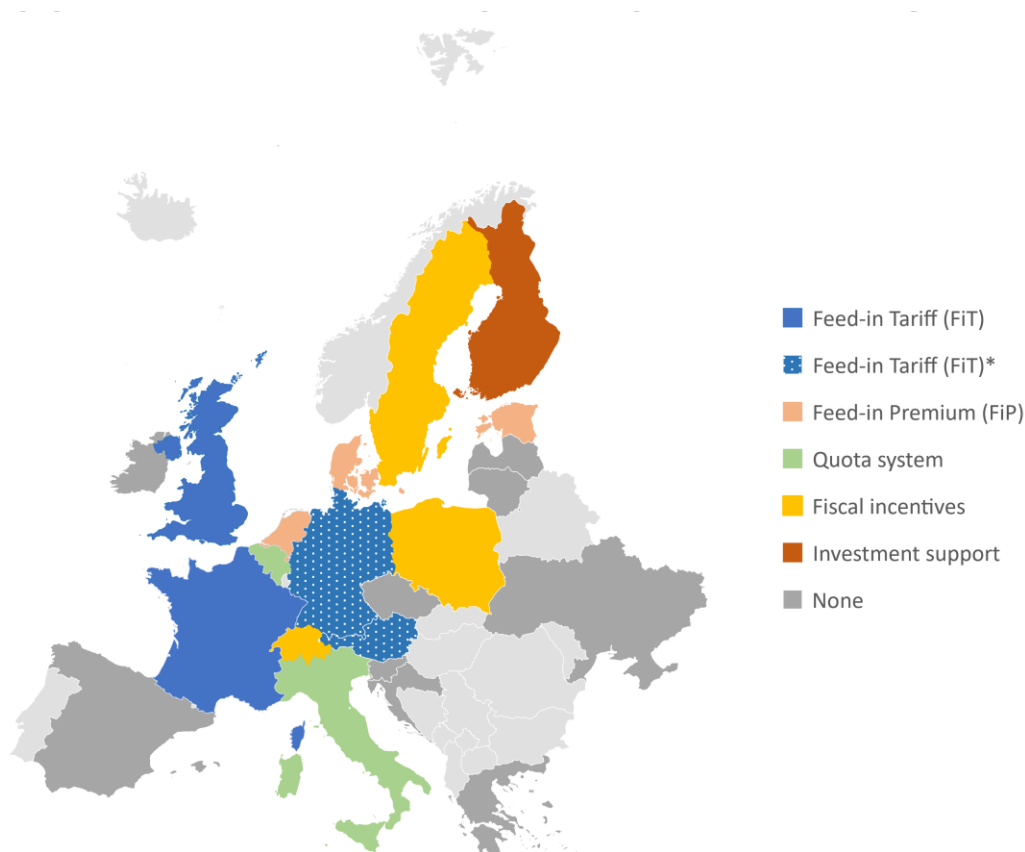 Feed-in Tariff (FiT)
Feed-in Tariff (FiT)*
Feed-in Premium (FiP)
Quota system
Fiscal incentives
Investment support
None